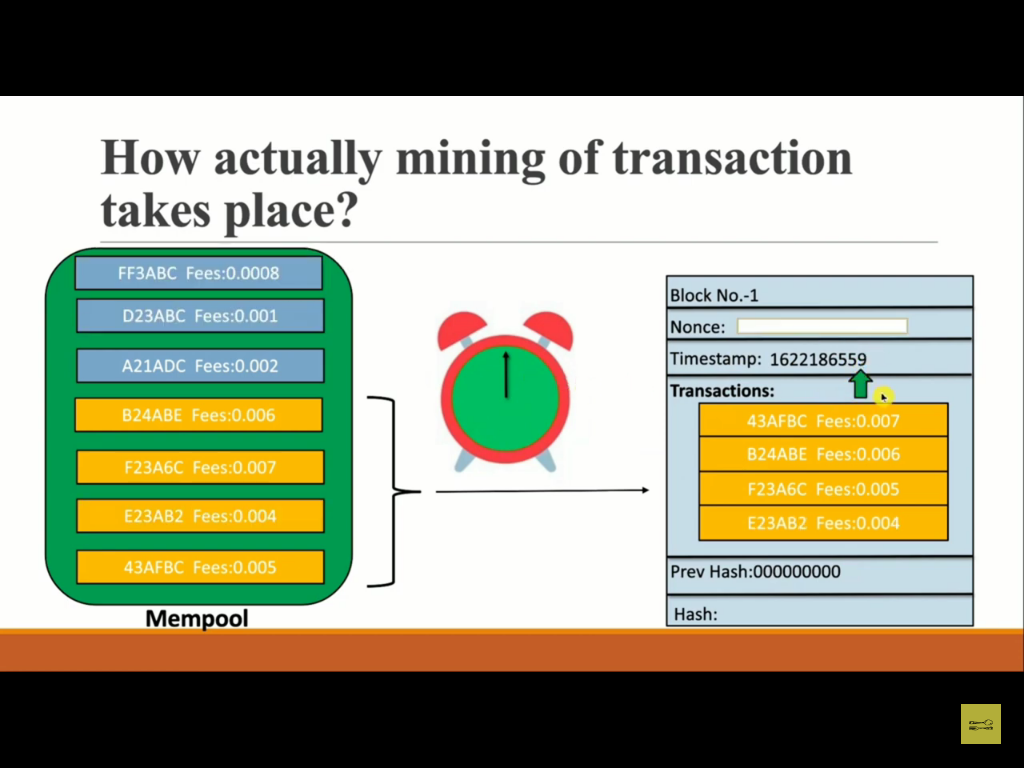 How actually mining of transaction
takes place?
FF3ABC Fees:0.0008
D23ABC Fees:0.001
A21ADC Fees:0.002
B24ABE Fees:0.006
F23A6C Fees:0.007
E23AB2 Fees:0.004
43AFBC Fees:0.005
Mempool
Block No.-1
Nonce:
Timestamp: 1622186559
Transactions:
43AFBC Fees:0.007
B24ABE Fees:0.006
F23A6C Fees:0.005
E23AB2 Fees:0.004
Prev Hash:000000000
Hash: